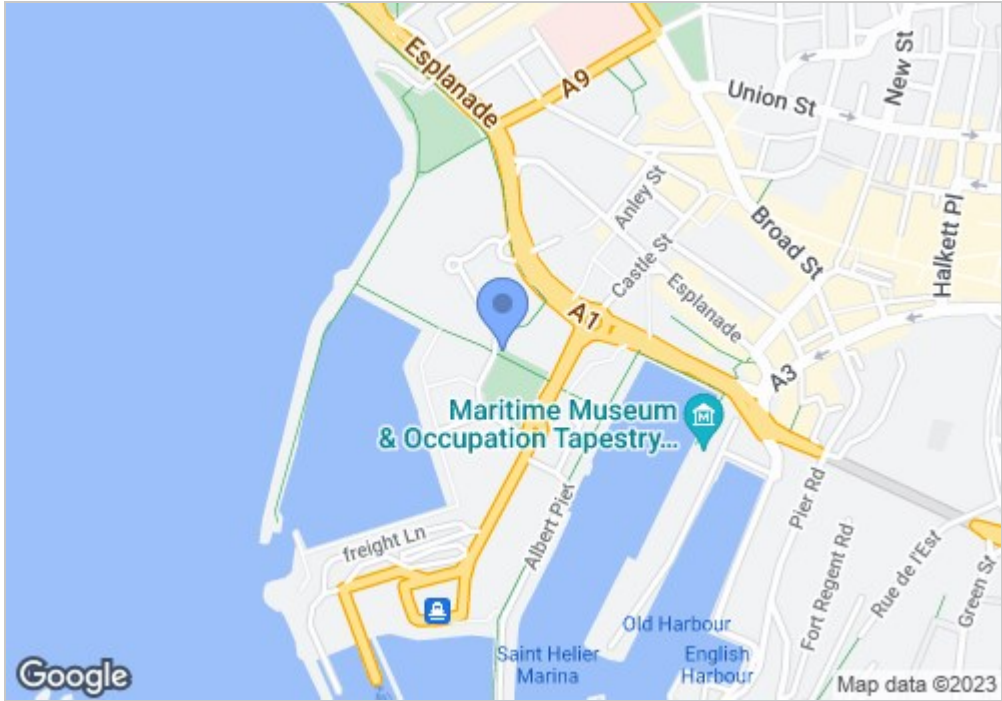 Esplanade
A9
Union St
New St
Anley St
Broad St
Halkett Pl
Castle St
Esplanade
A1
A3
Maritime Museum
& Occupation Tapestry...
M
Pier Rd
Albert Pier
freight Ln
Fort Regent Rd
Rue de l'Est
Green St
Old Harbour
Saint Helier
Marina
English
Harbour
Google
Map data ©2023